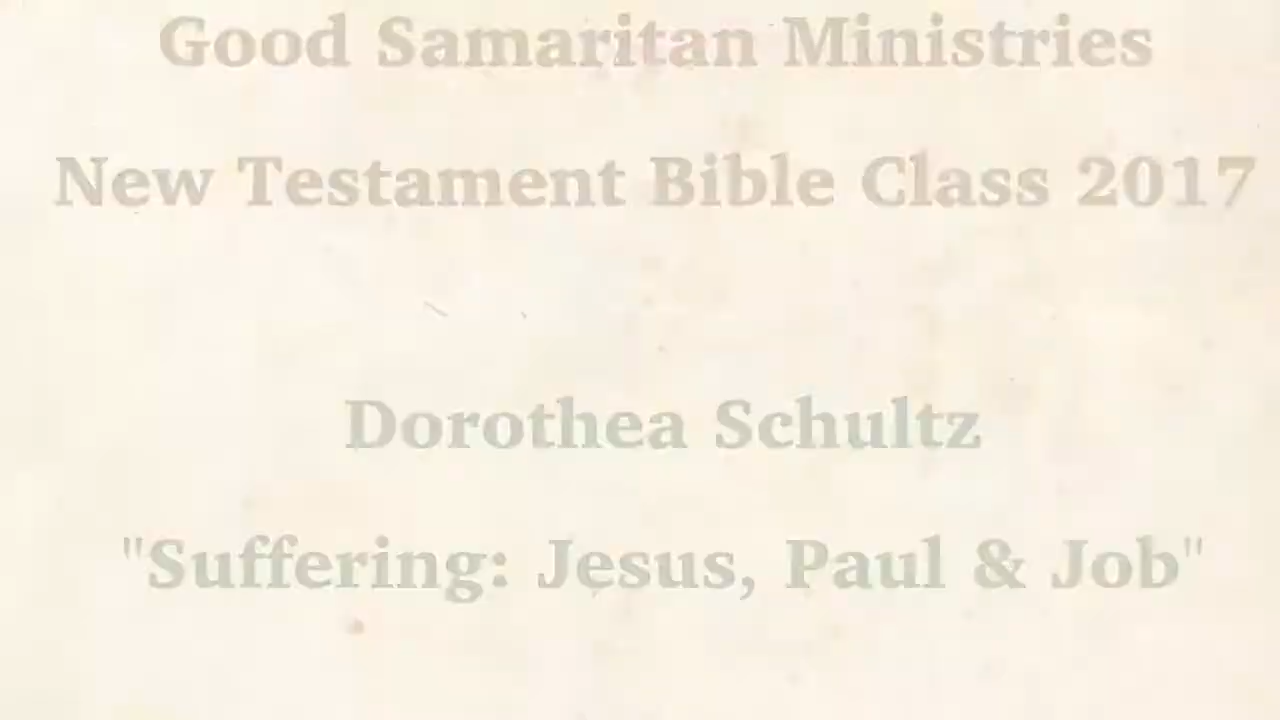 Good Samaritan Ministries
New Testament Bible Class 2017
Dorothea Schultz
"Suffering: Jesus, Paul & Job"